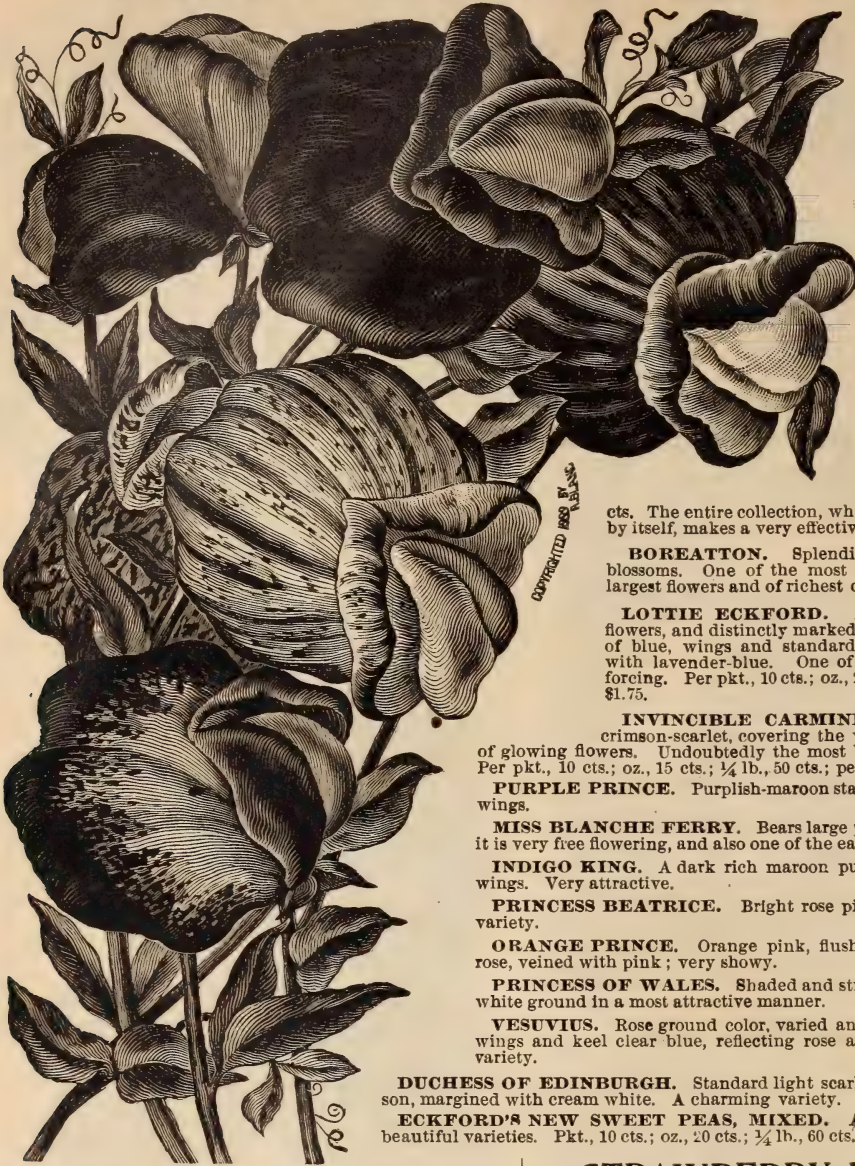 COPYRIGHTED 1889 BY
A.BLANC
cts. The entire collection, wh
by itself, makes a very effectiv
BOREATTON. Splendi
blossoms. One of the most
largest flowers and of richest c
LOTTIE ECKFORD.
flowers, and distinctly marked
of blue, wings and standard
with lavender-blue. One of
forcing. Per pkt., 10 cts.; oz., 
$1.75.
INVINCIBLE CARMINE
crimson-scarlet, covering the
of glowing flowers. Undoubtedly the most
Per pkt., 10 cts.; oz., 15 cts.; ¼ lb., 50 cts.; pe
PURPLE PRINCE. Purplish-maroon sta
wings.
MISS BLANCHE FERRY. Bears large
it is very free flowering, and also one of the ea
INDIGO KING. A dark rich maroon pu
wings. Very attractive.
PRINCESS BEATRICE. Bright rose pi
variety.
ORANGE PRINCE. Orange pink, flush
rose, veined with pink; very showy.
PRINCESS OF WALES. Shaded and str
white ground in a most attractive manner.
VESUVIUS. Rose ground color, varied an
wings and keel clear blue, reflecting rose a
variety.
DUCHESS OF EDINBURGH. Standard light scarl
son, margined with cream white. A charming variety.
ECKFORD'S NEW SWEET PEAS, MIXED. A
beautiful varieties. Pkt., 10 cts.; oz., 20 cts.; ¼ lb., 60 cts.